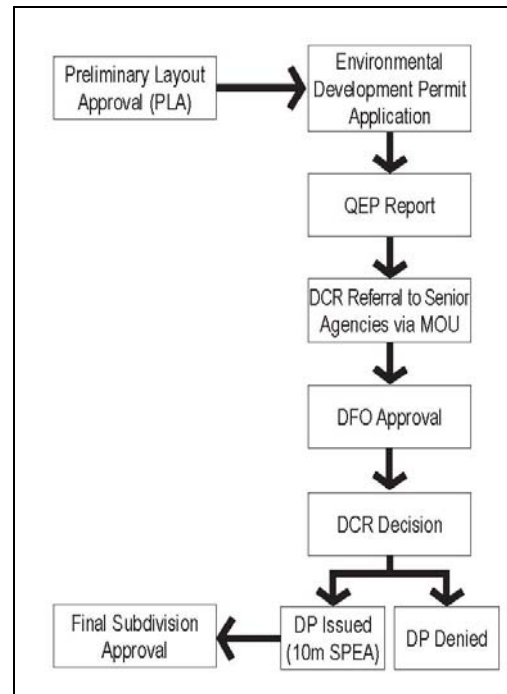 Preliminary Layout
Approval (PLA)
Environmental
Development Permit
Application
QEP Report
DCR Referral to Senior
Agencies via MOU
DFO Approval
DCR Decision
Final Subdivision
Approval
DP Issued
(10m SPEA)
DP Denied